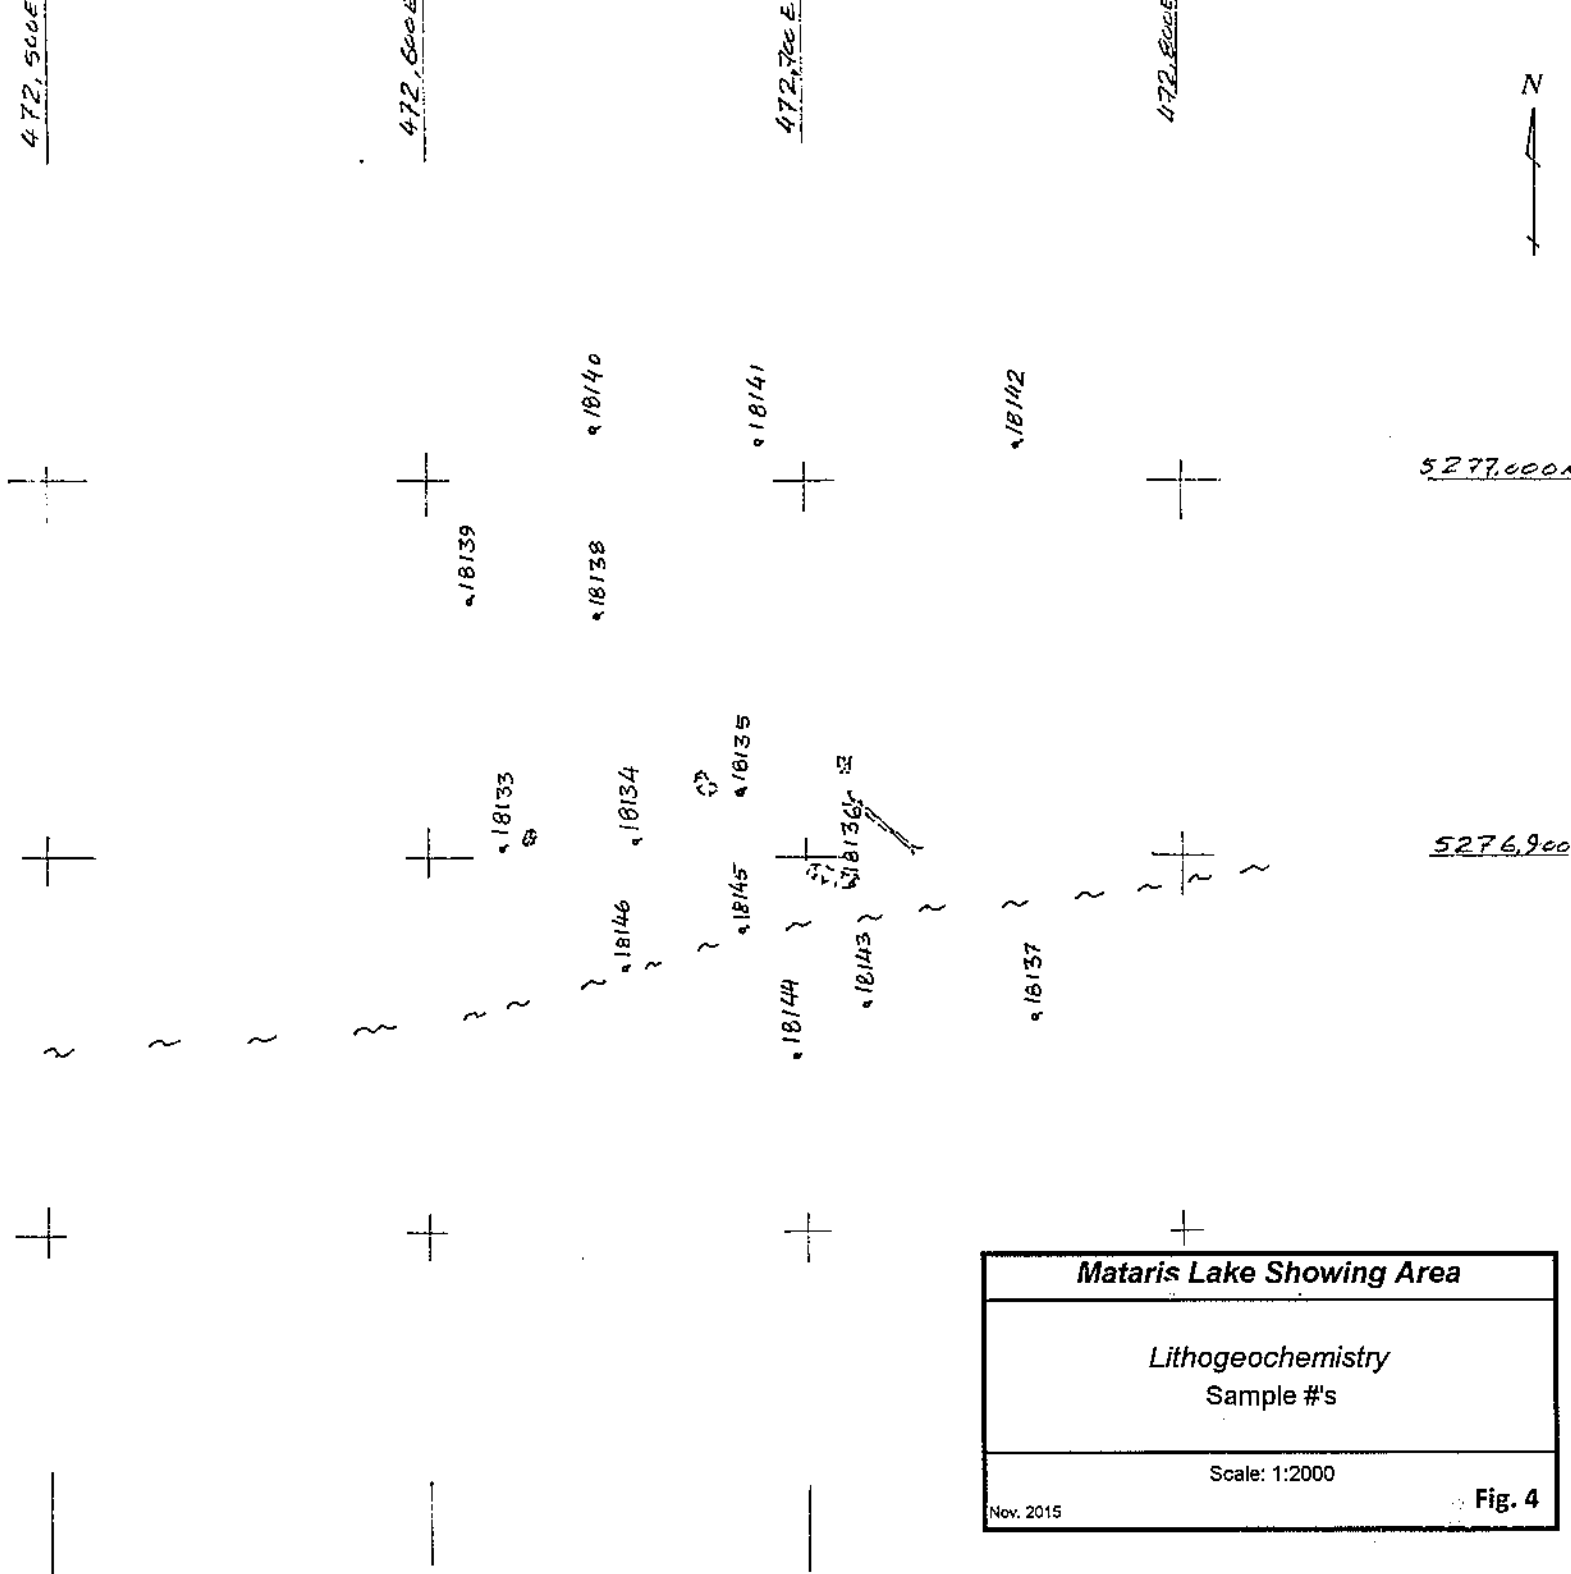 472,500E
472,600E
472,700E
472,800E
N
18140
18141
18142
5277,000N
18139
18138
18135
18133
18134
18136
5276,900
18145
18146
18143
18137
18144
Mataris Lake Showing Area
Lithogeochemistry
Sample #'s
Scale: 1:2000
Nov. 2015
Fig. 4